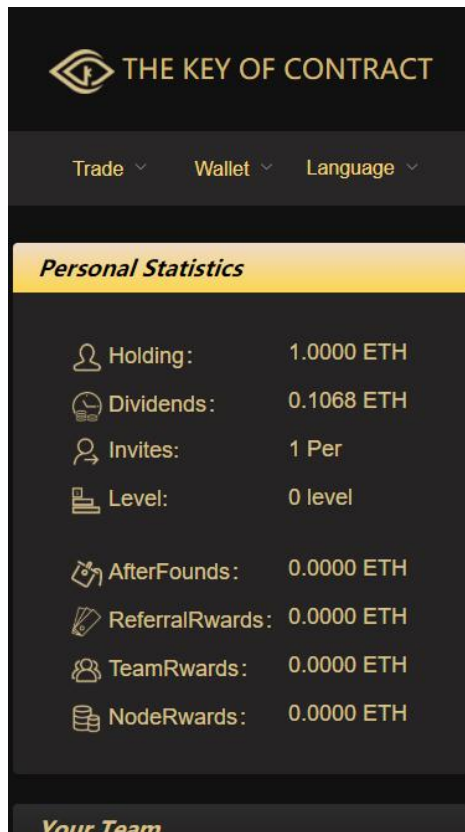 THE KEY OF CONTRACT
Trade Wallet Language
Personal Statistics
Holding: 1.0000 ETH
Dividends: 0.1068 ETH
Invites: 1 Per
Level: 0 level
AfterFounds: 0.0000 ETH
ReferralRwards: 0.0000 ETH
TeamRwards: 0.0000 ETH
NodeRwards: 0.0000 ETH
Your Team